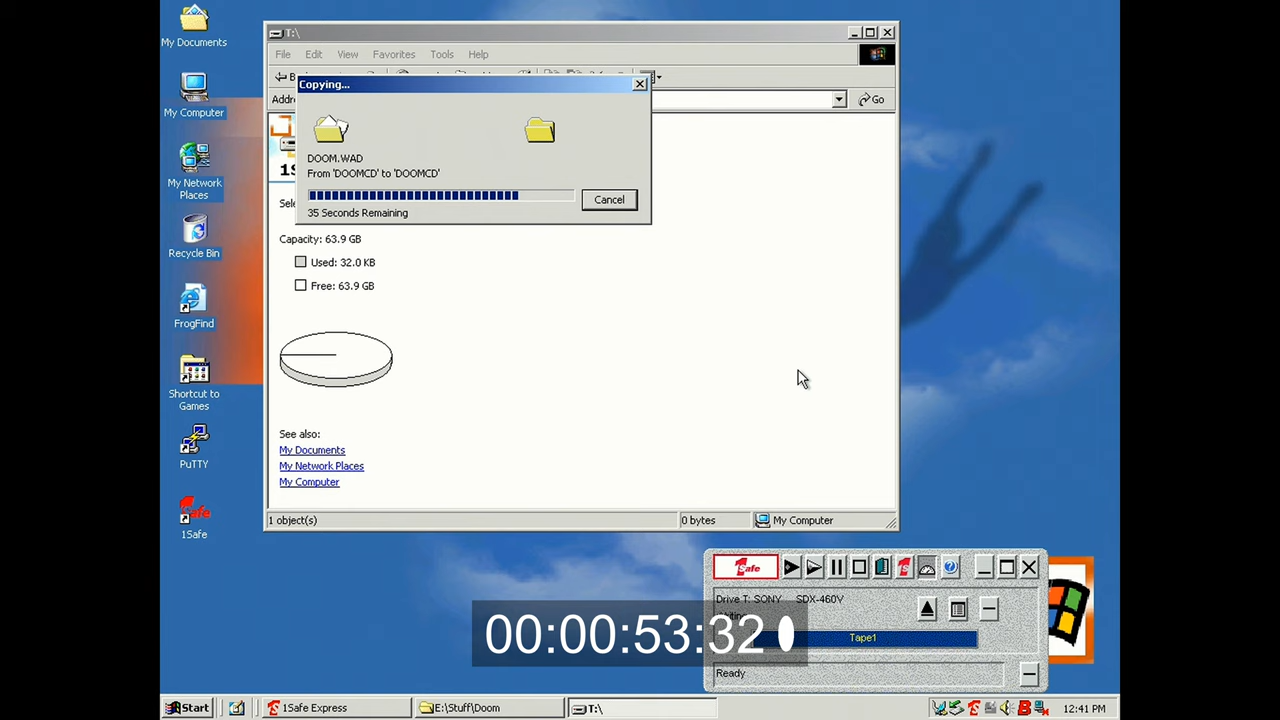 My Documents
My Computer
My Network
Places
Recycle Bin
FrogFind
Shortcut to
Games
PuTTY
1Safe
T:\
File Edit View Favorites Tools Help
Go
Copying...
DOOM.WAD
From 'DOOMCD' to 'DOOMCD'
Cancel
35 Seconds Remaining
Capacity: 63.9 GB
Used: 32.0 KB
Free: 63.9 GB
See also:
My Documents
My Network Places
My Computer
1 object(s) 0 bytes My Computer
1Safe
Drive T: SONY SDX-460V
Tape1
Ready
00:00:53:32
Start 1Safe Express E:\Stuff\Doom T:\ 12:41 PM